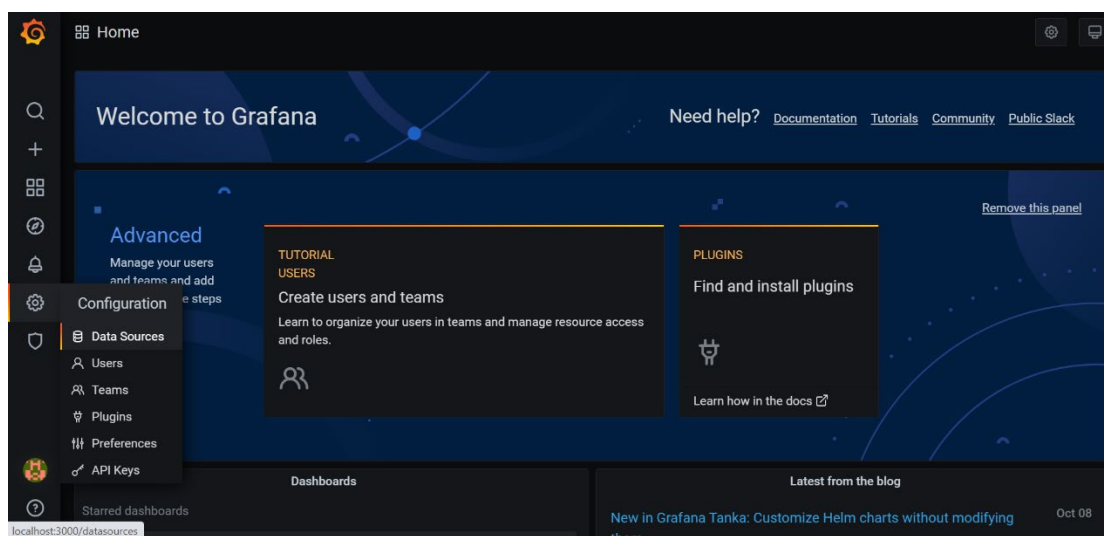 Home
Welcome to Grafana
Need help? Documentation Tutorials Community Public Slack
Remove this panel
Advanced
Manage your users
and teams and add
e steps
TUTORIAL
USERS
Create users and teams
Learn to organize your users in teams and manage resource access
and roles.
PLUGINS
Find and install plugins
Learn how in the docs
Configuration
Data Sources
Users
Teams
Plugins
Preferences
API Keys
Dashboards
Starred dashboards
Latest from the blog
New in Grafana Tanka: Customize Helm charts without modifying
Oct 08
localhost:3000/datasources